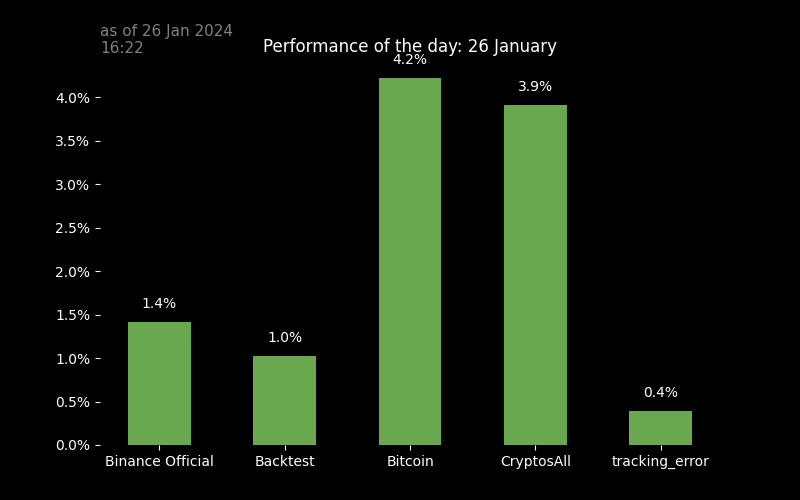 as of 26 Jan 2024
16:22
Performance of the day: 26 January
4.2%
4.0%
3.9%
3.5%
3.0%
2.5%
2.0%
1.5%
1.4%
1.0%
1.0%
0.5%
0.4%
0.0%
Binance Official
Backtest
Bitcoin
CryptosAll
tracking_error